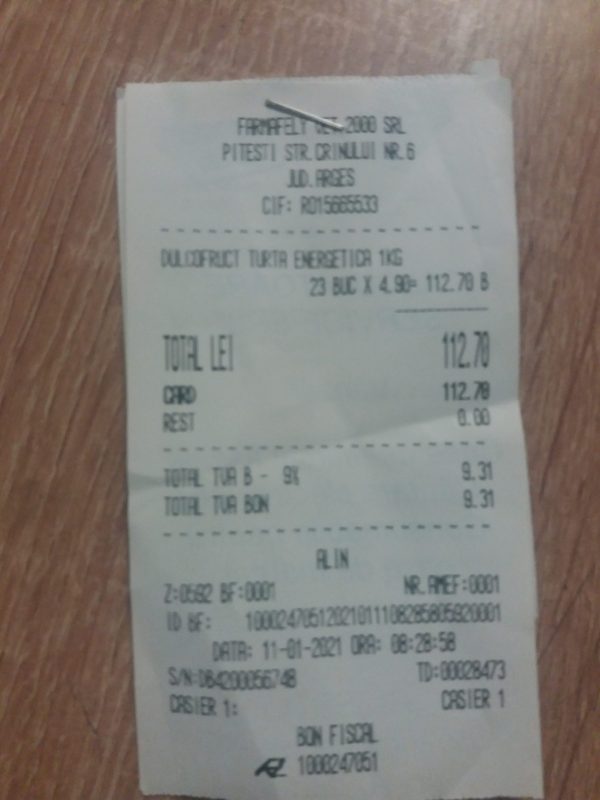 FARMAFELY VET 2000 SRL
PITESTI STR.CRINULUI NR.6
JUD.ARGES
CIF: RO15665533
DULCOFRUCT TURTA ENERGETICA 1KG
23 BUC X 4.90= 112.70 B
TOTAL LEI 112.70
CARD 112.70
REST 0.00
TOTAL TVA B - 9% 9.31
TOTAL TVA BON 9.31
ALIN
Z:0592 BF:0001 NR.AMEF:0001
ID BF: 10002470512021011108285805920001
DATA: 11-01-2021 ORA: 08:28:58
S/N:DB4200056748 TD:00028473
CASIER 1: CASIER 1
BON FISCAL
1000247051